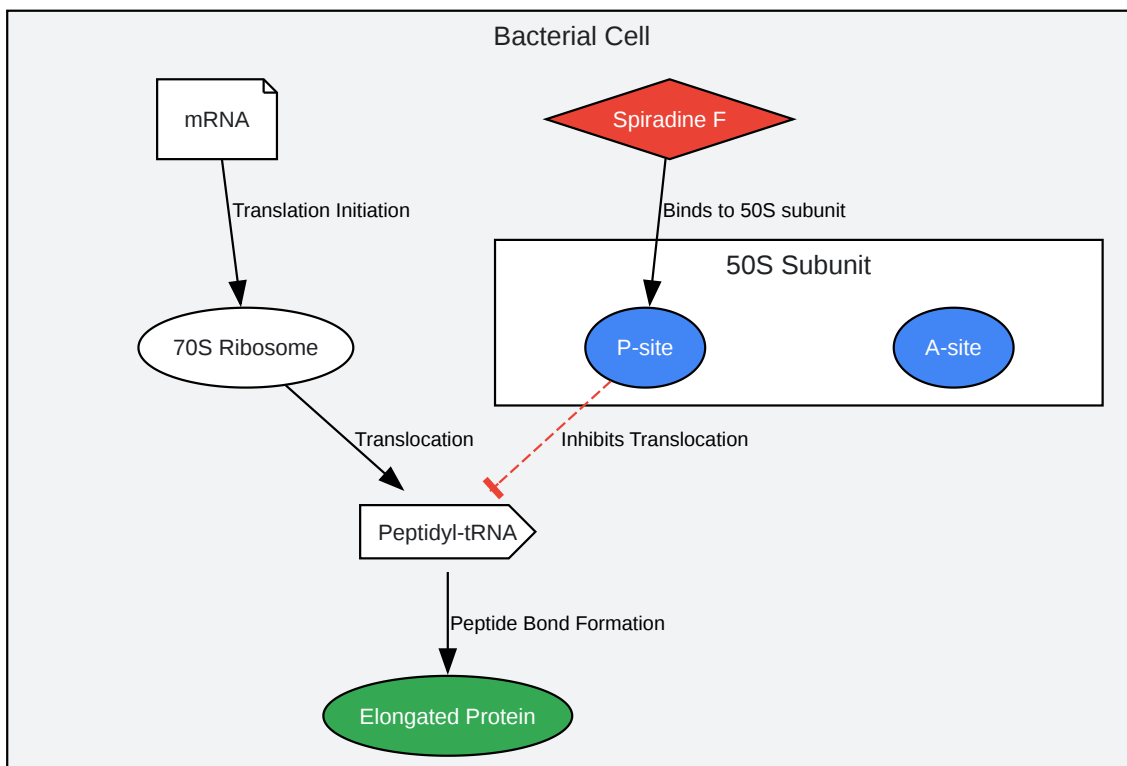 Bacterial Cell
mRNA
Spiradine F
Translation Initiation
Binds to 50S subunit
50S Subunit
70S Ribosome
P-site
A-site
Translocation
Inhibits Translocation
Peptidyl-tRNA
Peptide Bond Formation
Elongated Protein